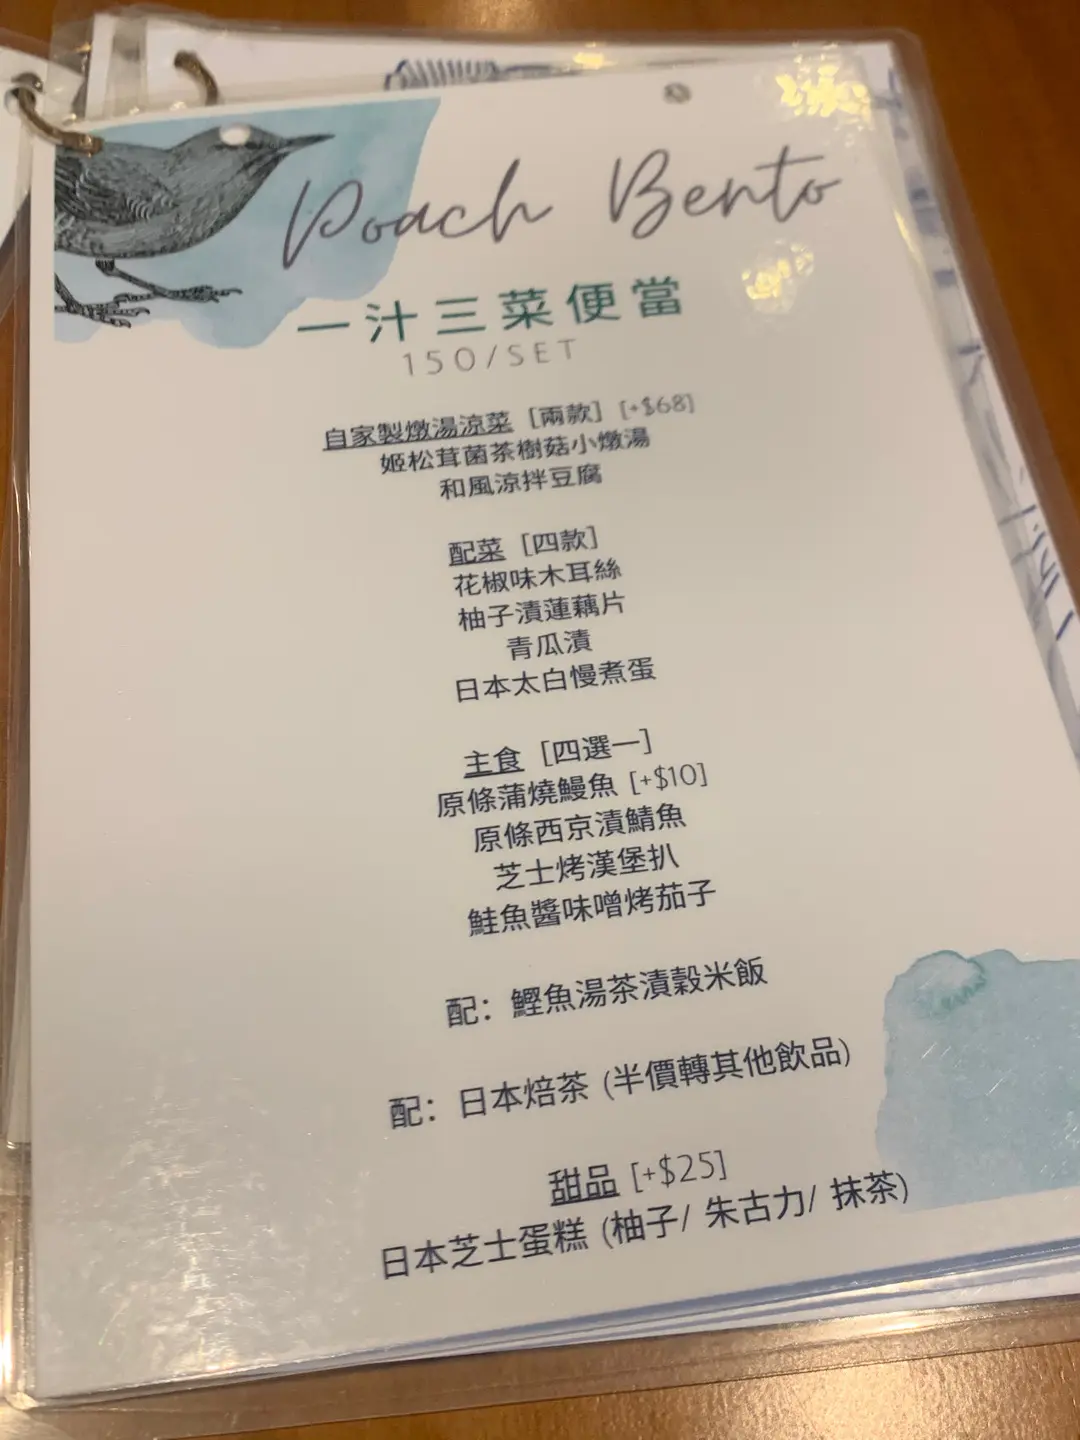 Poach Bento
一汁三菜便當
150/SET
自家製燉湯涼菜 [兩款] [+$68]
姬松茸菌茶樹菇小燉湯
和風涼拌豆腐
配菜 [四款]
花椒味木耳絲
柚子漬蓮藕片
青瓜漬
日本太白慢煮蛋
主食 [四選一]
原條蒲燒鰻魚 [+$10]
原條西京漬鯖魚
芝士烤漢堡扒
鮭魚醬味噌烤茄子
配：鰹魚湯茶漬穀米飯
配：日本焙茶 (半價轉其他飲品)
甜品 [+$25]
日本芝士蛋糕 (柚子/ 朱古力/ 抹茶)